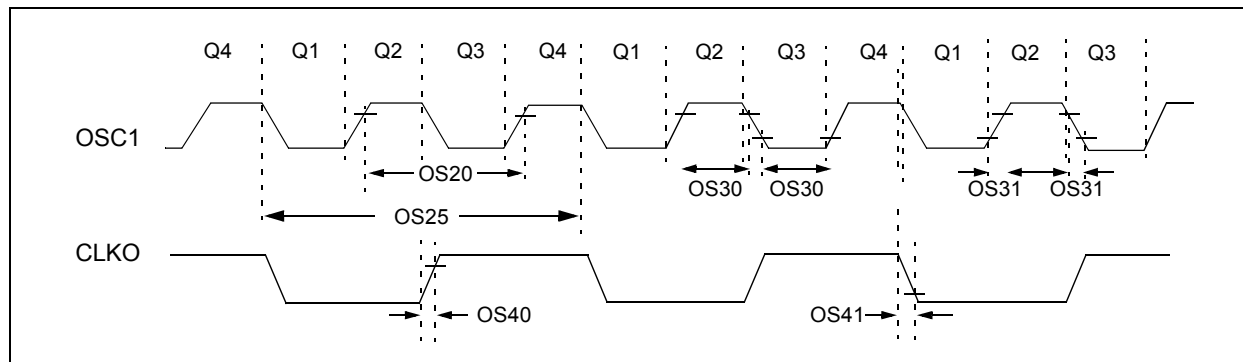 Q4 Q1 Q2 Q3 Q4 Q1 Q2 Q3 Q4 Q1 Q2 Q3
OSC1
OS20 OS30 OS30 OS31 OS31
OS25
CLKO
OS40 OS41